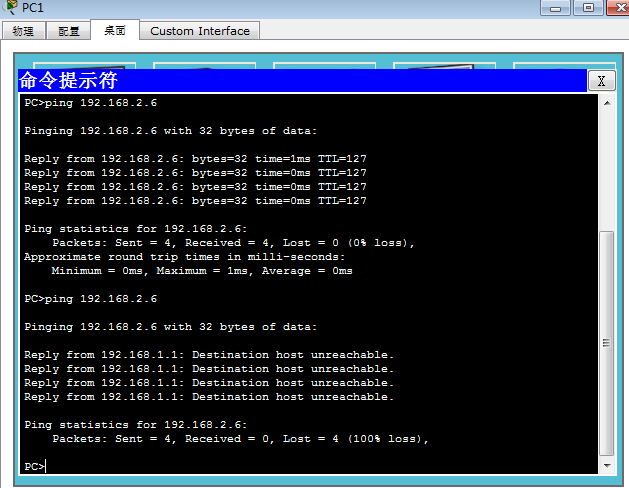 PC1
物理 配置 桌面 Custom Interface
命令提示符 X
PC>ping 192.168.2.6
Pinging 192.168.2.6 with 32 bytes of data:
Reply from 192.168.2.6: bytes=32 time=1ms TTL=127
Reply from 192.168.2.6: bytes=32 time=0ms TTL=127
Reply from 192.168.2.6: bytes=32 time=0ms TTL=127
Reply from 192.168.2.6: bytes=32 time=0ms TTL=127
Ping statistics for 192.168.2.6:
Packets: Sent = 4, Received = 4, Lost = 0 (0% loss),
Approximate round trip times in milli-seconds:
Minimum = 0ms, Maximum = 1ms, Average = 0ms
PC>ping 192.168.2.6
Pinging 192.168.2.6 with 32 bytes of data:
Reply from 192.168.1.1: Destination host unreachable.
Reply from 192.168.1.1: Destination host unreachable.
Reply from 192.168.1.1: Destination host unreachable.
Reply from 192.168.1.1: Destination host unreachable.
Ping statistics for 192.168.2.6:
Packets: Sent = 4, Received = 0, Lost = 4 (100% loss),
PC>